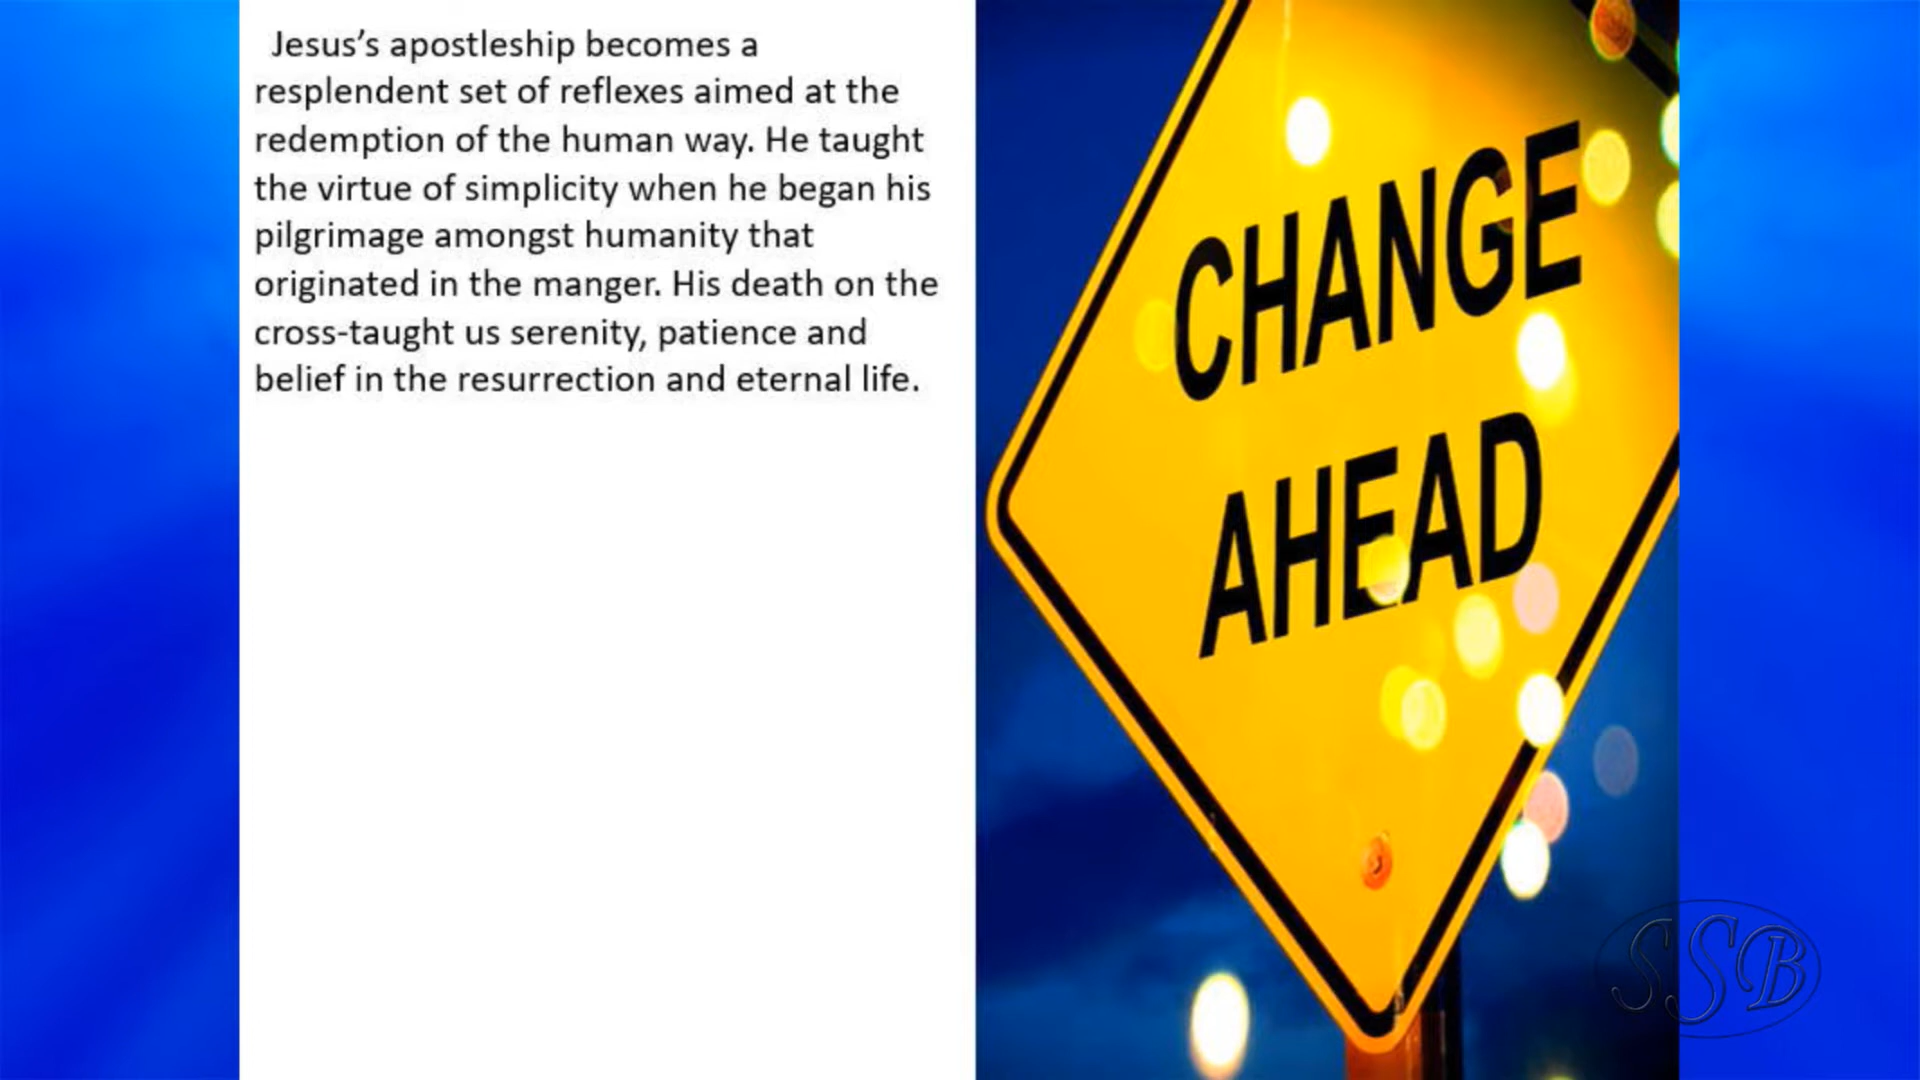 Jesus’s apostleship becomes a
resplendent set of reflexes aimed at the
redemption of the human way. He taught
the virtue of simplicity when he began his
pilgrimage amongst humanity that
originated in the manger. His death on the
cross-taught us serenity, patience and
belief in the resurrection and eternal life.
CHANGE
AHEAD
SSB